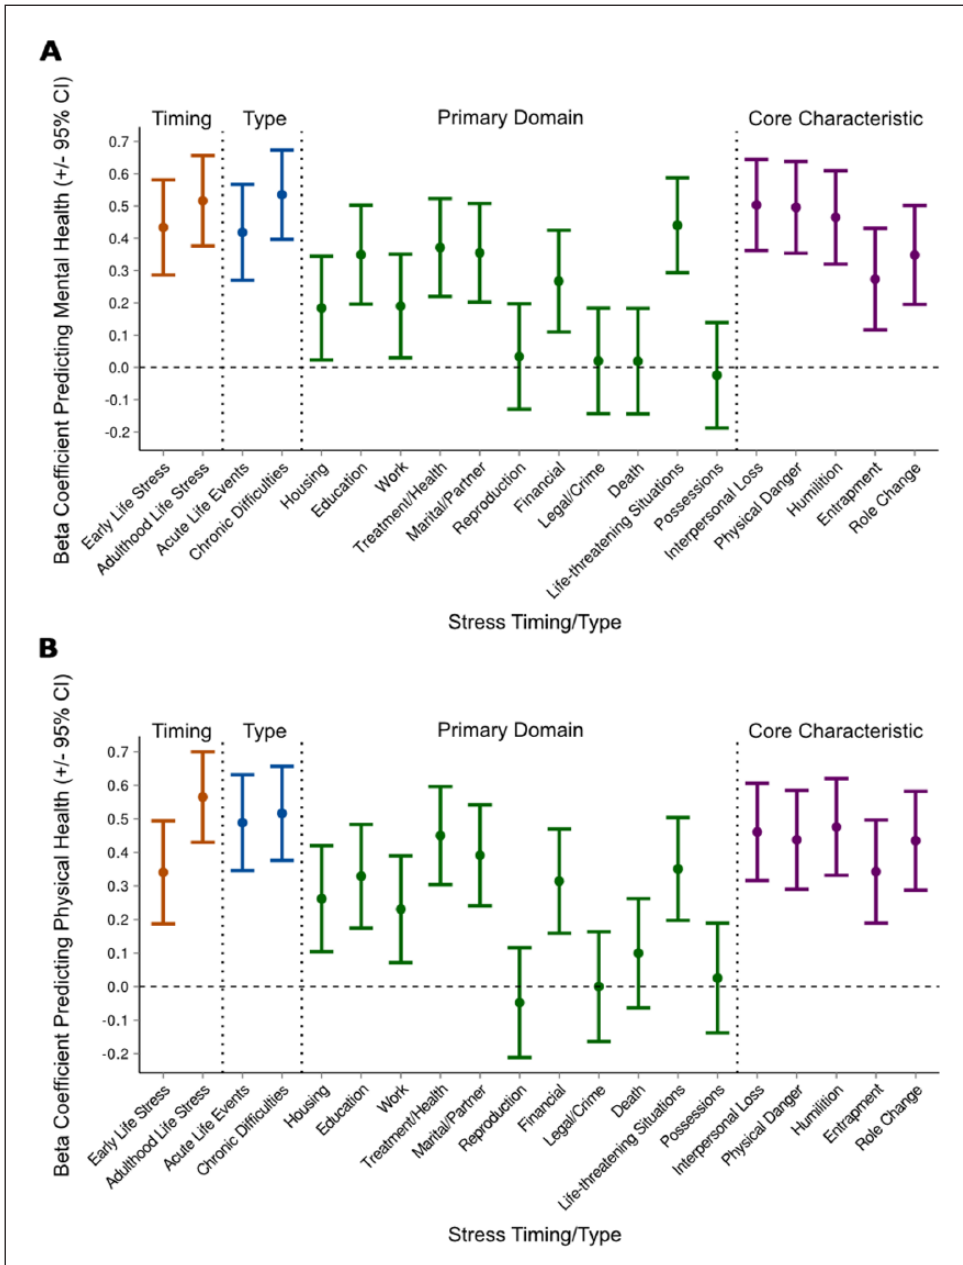 A
Beta Coefficient Predicting Mental Health (+/- 95% CI)
Timing
Type
Primary Domain
Core Characteristic
0.7
0.6
0.5
0.4
0.3
0.2
0.1
0.0
-0.1
-0.2
Early Life Stress
Adulthood Life Stress
Acute Life Events
Chronic Difficulties
Housing
Education
Work
Treatment/Health
Marital/Partner
Reproduction
Financial
Legal/Crime
Death
Life-threatening Situations
Possessions
Interpersonal Loss
Physical Danger
Humilition
Entrapment
Role Change
Stress Timing/Type
B
Beta Coefficient Predicting Physical Health (+/- 95% CI)
Timing
Type
Primary Domain
Core Characteristic
0.7
0.6
0.5
0.4
0.3
0.2
0.1
0.0
-0.1
-0.2
Early Life Stress
Adulthood Life Stress
Acute Life Events
Chronic Difficulties
Housing
Education
Work
Treatment/Health
Marital/Partner
Reproduction
Financial
Legal/Crime
Death
Life-threatening Situations
Possessions
Interpersonal Loss
Physical Danger
Humilition
Entrapment
Role Change
Stress Timing/Type